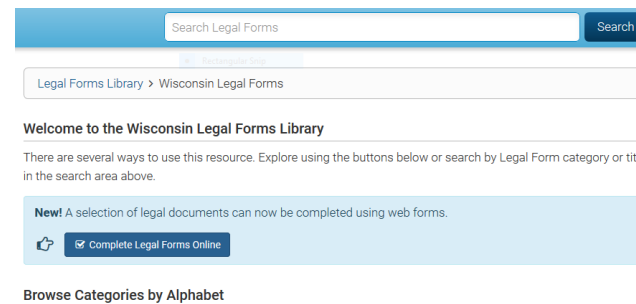 Search Legal Forms
Search
Rectangular Snip
Legal Forms Library > Wisconsin Legal Forms
Welcome to the Wisconsin Legal Forms Library
There are several ways to use this resource. Explore using the buttons below or search by Legal Form category or tit
in the search area above.
New! A selection of legal documents can now be completed using web forms.
Complete Legal Forms Online
Browse Categories by Alphabet